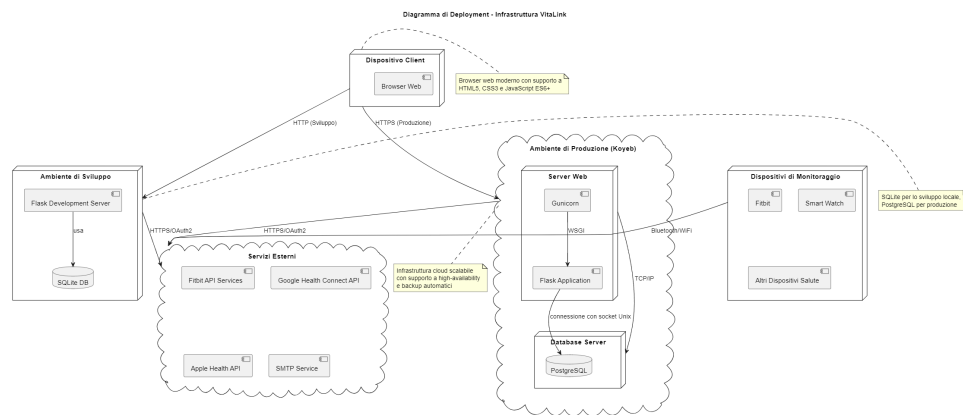 Diagramma di Deployment - Infrastruttura VitaLink
Dispositivo Client
Browser Web
Browser web moderno con supporto a
HTML5, CSS3 e JavaScript ES6+
HTTP (Sviluppo)
HTTPS (Produzione)
Ambiente di Sviluppo
Flask Development Server
usa
SQLite DB
HTTPS/OAuth2
HTTPS/OAuth2
Ambiente di Produzione (Koyeb)
Server Web
Gunicorn
WSGI
Flask Application
TCP/IP
connessione con socket Unix
Database Server
PostgreSQL
Bluetooth/WiFi
Dispositivi di Monitoraggio
Fitbit
Smart Watch
Altri Dispositivi Salute
SQLite per lo sviluppo locale,
PostgreSQL per produzione
Servizi Esterni
Fitbit API Services
Google Health Connect API
Apple Health API
SMTP Service
Infrastruttura cloud scalabile
con supporto a high-availability
e backup automatici